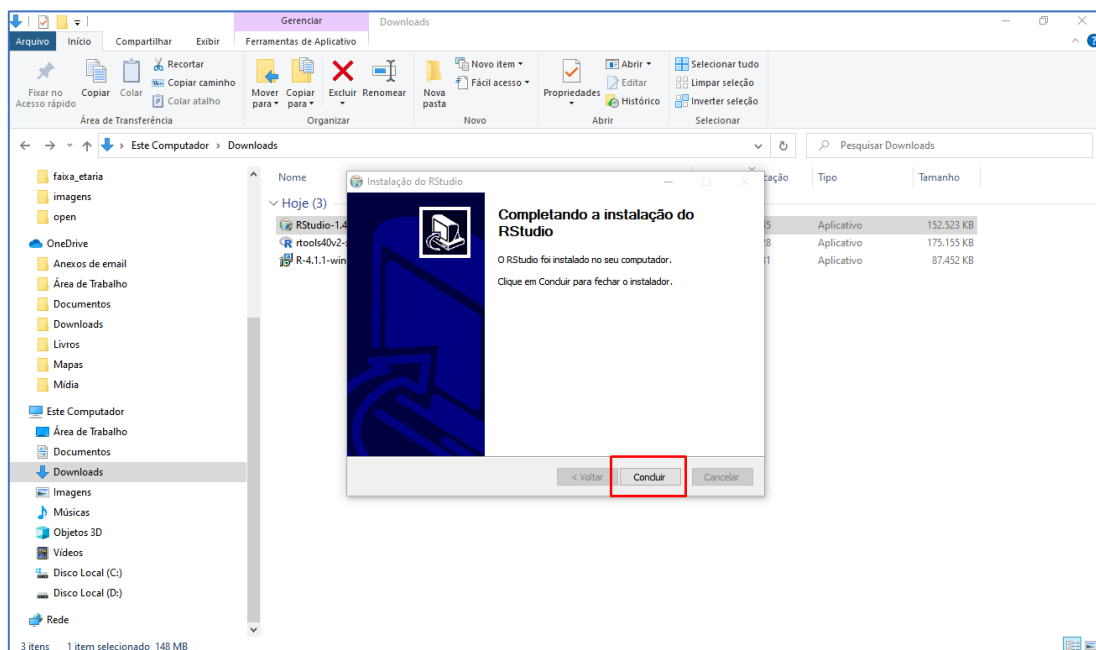 Gerenciar
Downloads
Arquivo Início Compartilhar Exibir Ferramentas de Aplicativo
Fixar no Acesso rápido
Copiar
Colar
Recortar
Copiar caminho
Colar atalho
Área de Transferência
Mover para
Copiar para
Excluir
Renomear
Organizar
Nova pasta
Novo item
Fácil acesso
Novo
Propriedades
Abrir
Editar
Histórico
Abrir
Selecionar tudo
Limpar seleção
Inverter seleção
Selecionar
Este Computador > Downloads
Pesquisar Downloads
faixa_etaria
imagens
open
OneDrive
Anexos de email
Área de Trabalho
Documentos
Downloads
Livros
Mapas
Mídia
Este Computador
Área de Trabalho
Documentos
Downloads
Imagens
Músicas
Objetos 3D
Vídeos
Disco Local (C:)
Disco Local (D:)
Rede
Nome Tipo Tamanho
Hoje (3)
RStudio-1.4 Aplicativo 152.523 KB
rtools40v2- Aplicativo 175.155 KB
R-4.1.1-win Aplicativo 87.452 KB
Instalação do RStudio
Completando a instalação do
RStudio
O RStudio foi instalado no seu computador.
Clique em Concluir para fechar o instalador.
< Voltar Concluir Cancelar
3 itens 1 item selecionado 148 MB